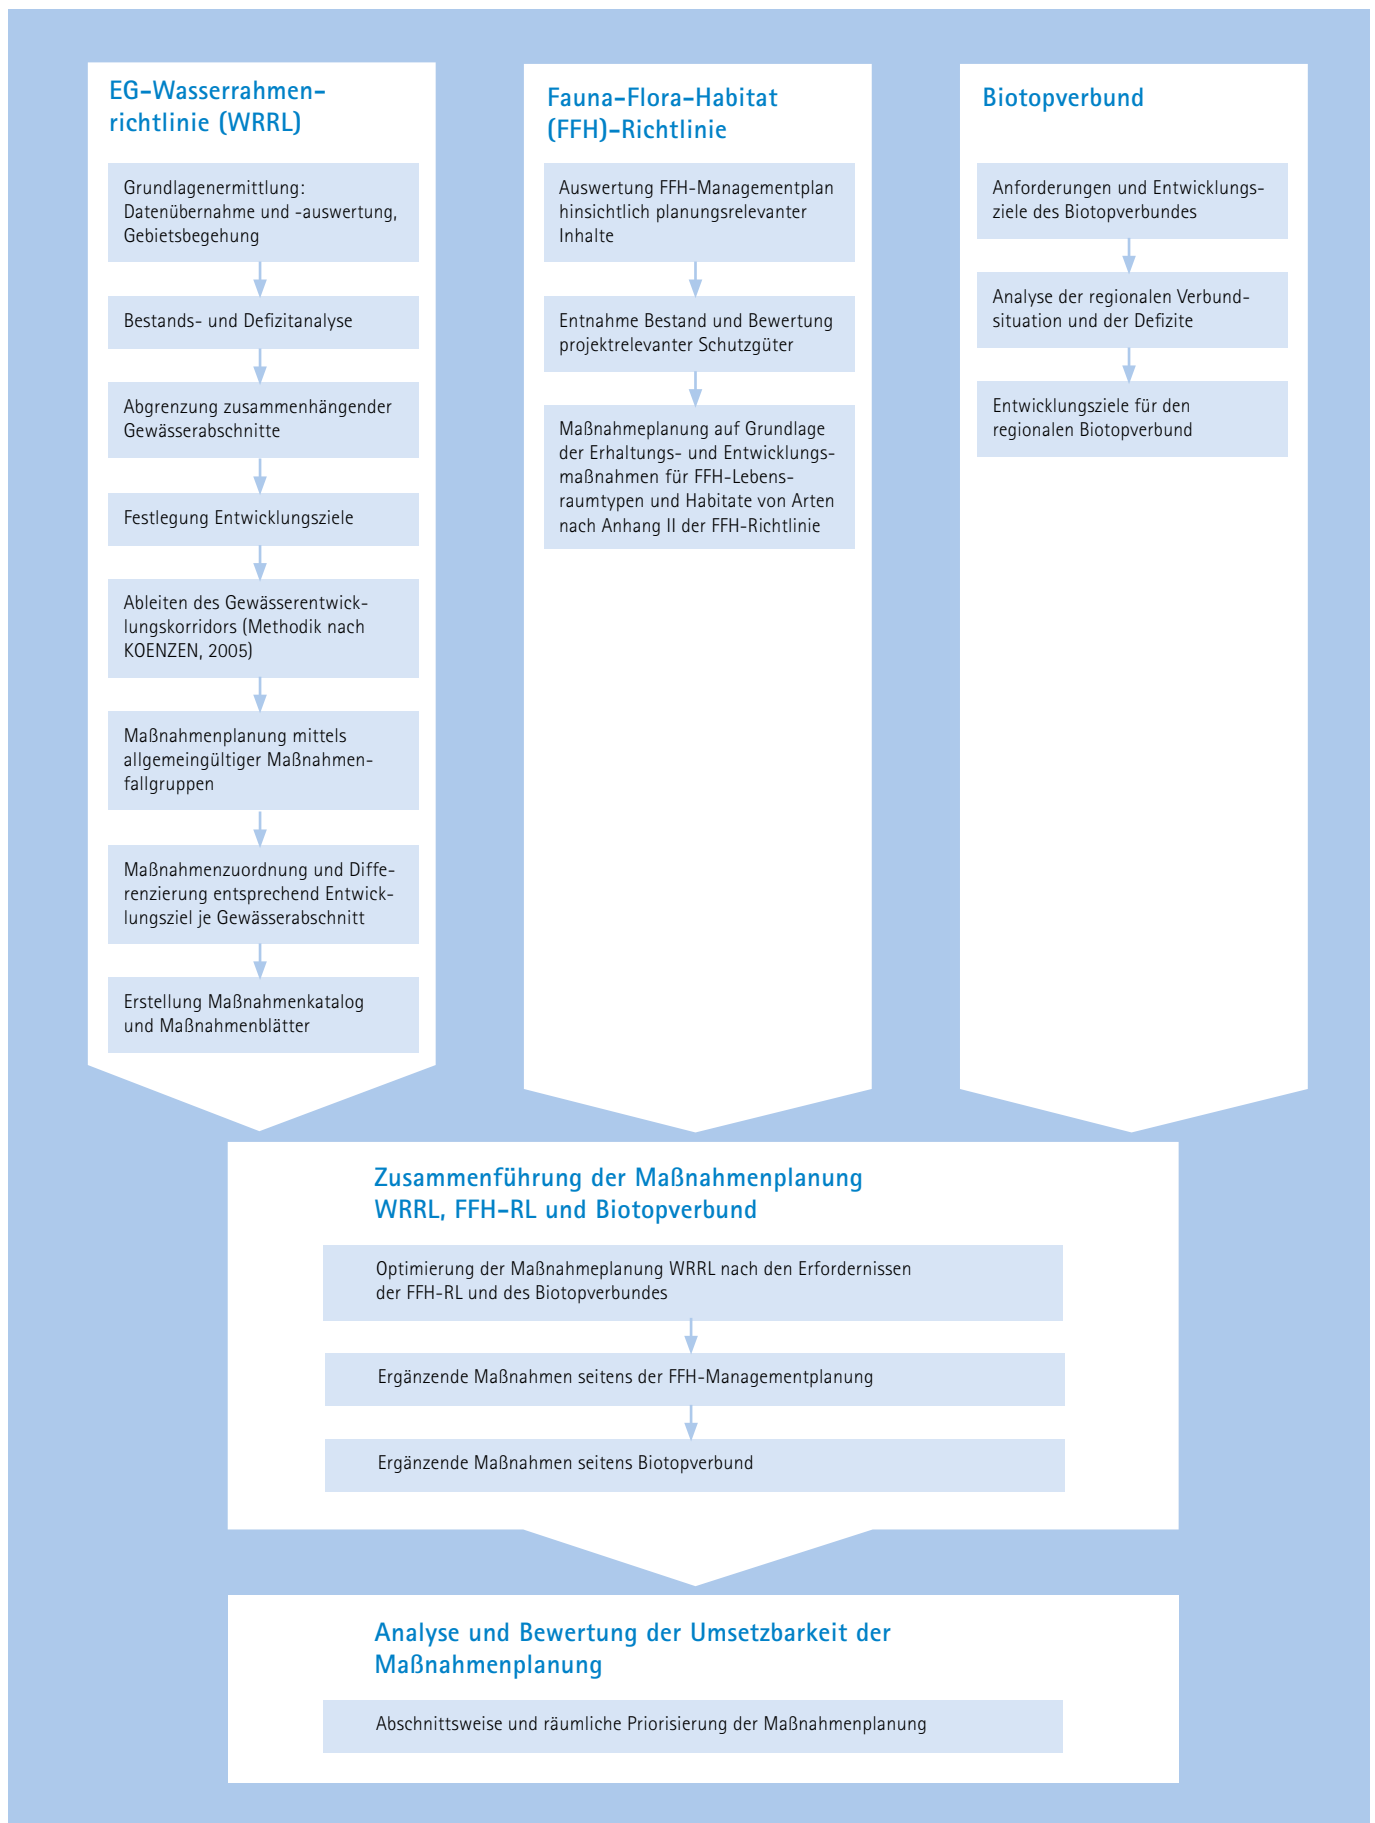 EG-Wasserrahmen-
richtlinie (WRRL)
Grundlagenermittlung:
Datenübernahme und -auswertung,
Gebietsbegehung
Bestands- und Defizitanalyse
Abgrenzung zusammenhängender
Gewässerabschnitte
Festlegung Entwicklungsziele
Ableiten des Gewässerentwick-
lungskorridors (Methodik nach
KOENZEN, 2005)
Maßnahmenplanung mittels
allgemeingültiger Maßnahmen-
fallgruppen
Maßnahmenzuordnung und Diffe-
renzierung entsprechend Entwick-
lungsziel je Gewässerabschnitt
Erstellung Maßnahmenkatalog
und Maßnahmenblätter
Fauna-Flora-Habitat
(FFH)-Richtlinie
Auswertung FFH-Managementplan
hinsichtlich planungsrelevanter
Inhalte
Entnahme Bestand und Bewertung
projektrelevanter Schutzgüter
Maßnahmeplanung auf Grundlage
der Erhaltungs- und Entwicklungs-
maßnahmen für FFH-Lebens-
raumtypen und Habitate von Arten
nach Anhang II der FFH-Richtlinie
Biotopverbund
Anforderungen und Entwicklungs-
ziele des Biotopverbundes
Analyse der regionalen Verbund-
situation und der Defizite
Entwicklungsziele für den
regionalen Biotopverbund
Zusammenführung der Maßnahmenplanung
WRRL, FFH-RL und Biotopverbund
Optimierung der Maßnahmeplanung WRRL nach den Erfordernissen
der FFH-RL und des Biotopverbundes
Ergänzende Maßnahmen seitens der FFH-Managementplanung
Ergänzende Maßnahmen seitens Biotopverbund
Analyse und Bewertung der Umsetzbarkeit der
Maßnahmenplanung
Abschnittsweise und räumliche Priorisierung der Maßnahmenplanung